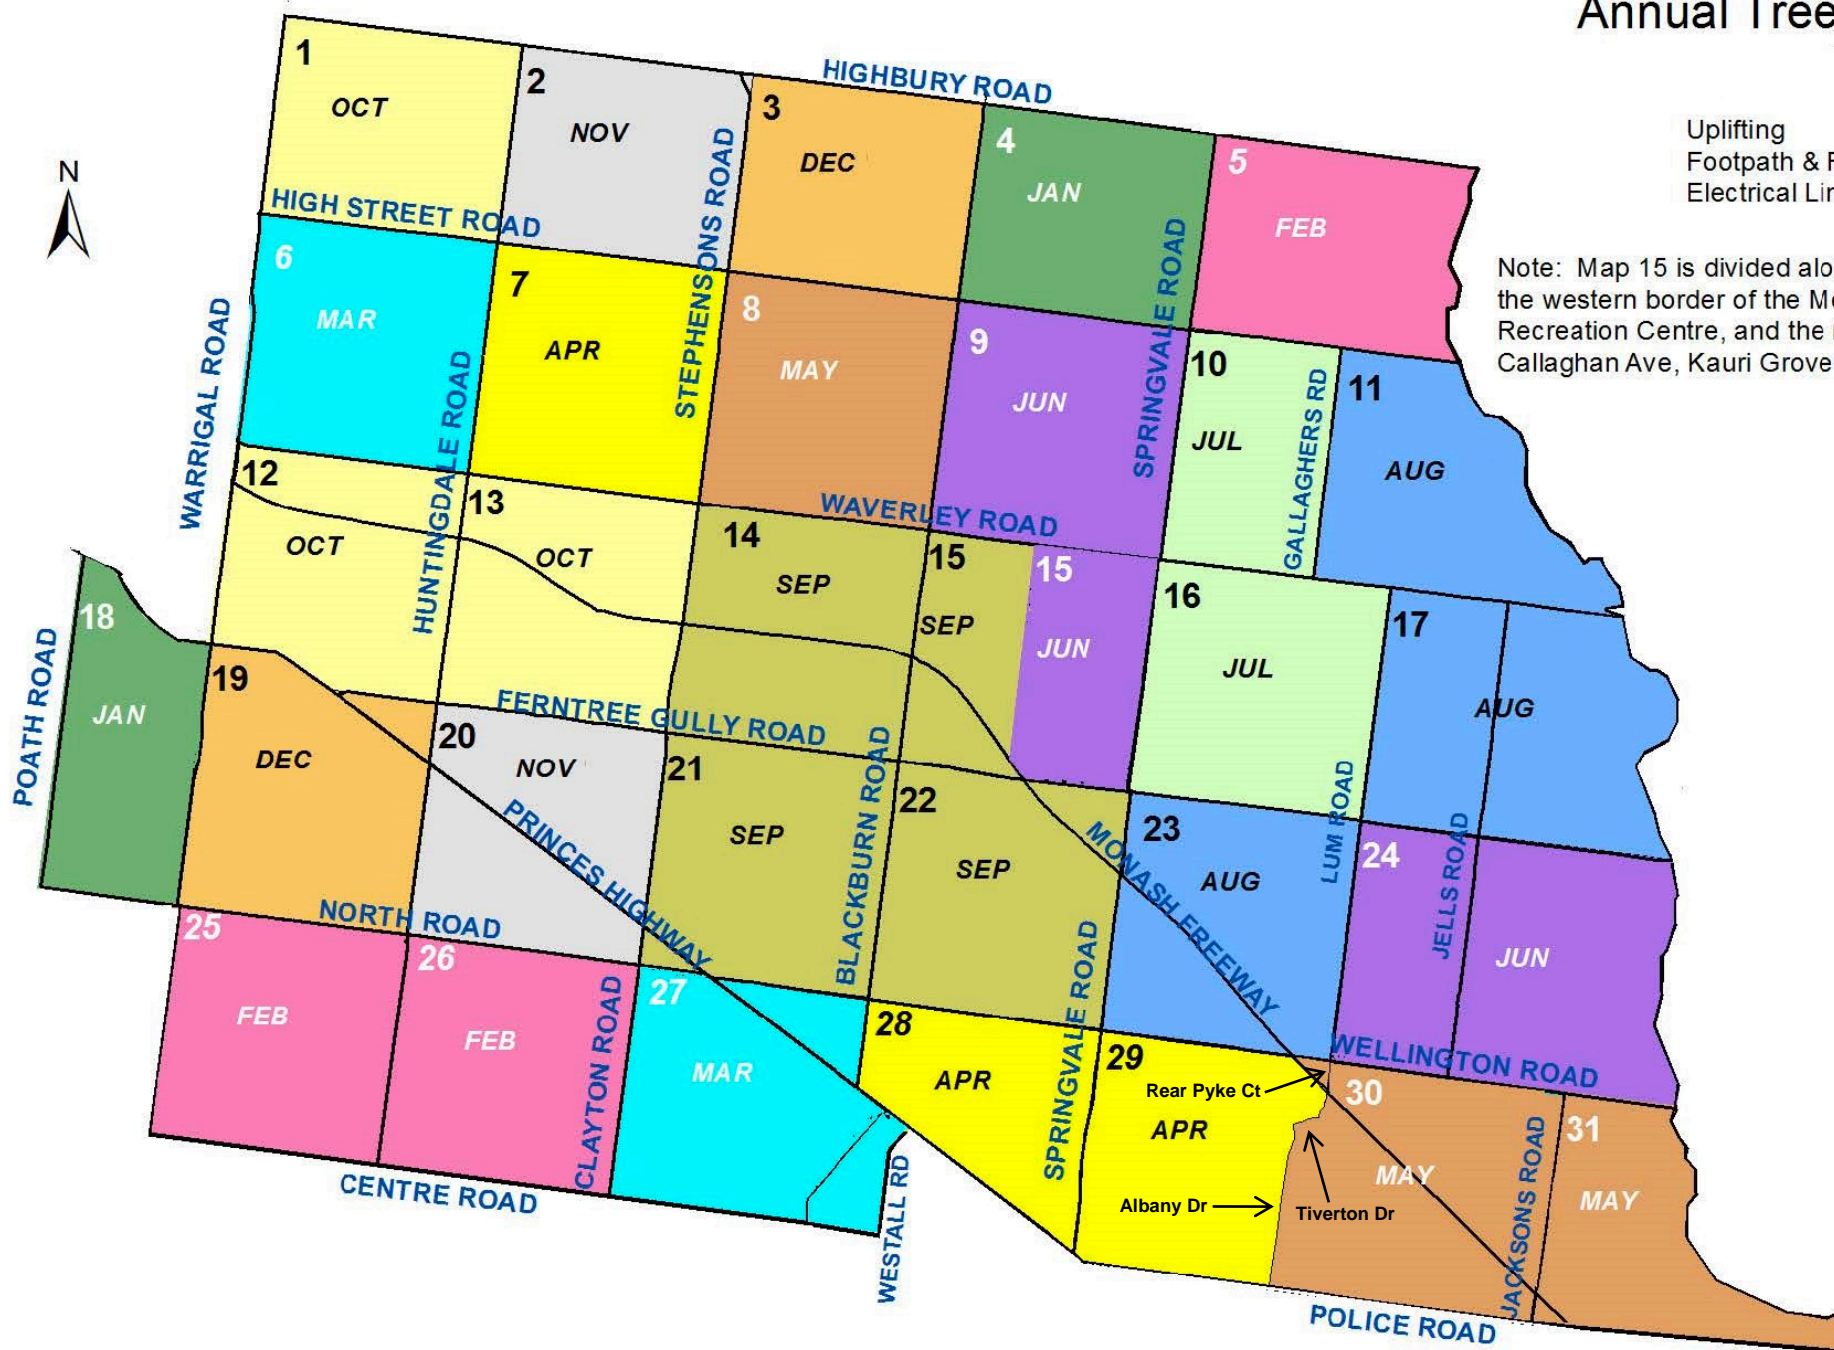 Annual Tree
Uplifting
Footpath &
Electrical
Note: Map 15 is divided
the western border of the
Recreation Centre, and the
Callaghan Ave, Kauri Grove
N
HIGHBURY ROAD
1
OCT
2
NOV
3
DEC
4
JAN
5
FEB
HIGH STREET ROAD
STEPHENSONS ROAD
SPRINGVALE ROAD
6
MAR
7
APR
8
MAY
9
JUN
10
JUL
GALLAGHERS RD
11
AUG
WARRIGAL ROAD
HUNTINGDALE ROAD
WAVERLEY ROAD
12
OCT
13
OCT
14
SEP
15
SEP
15
JUN
16
JUL
17
AUG
POATH ROAD
18
JAN
19
DEC
FERNTREE GULLY ROAD
20
NOV
21
SEP
BLACKBURN ROAD
22
SEP
23
AUG
LUM ROAD
24
JELLS ROAD
JUN
PRINCES HIGHWAY
MONASH FREEWAY
NORTH ROAD
WELLINGTON ROAD
25
FEB
26
FEB
CLAYTON ROAD
27
MAR
28
APR
SPRINGVALE ROAD
29
APR
Rear Pyke Ct
Albany Dr
Tiverton Dr
30
MAY
JACKSONS ROAD
31
MAY
CENTRE ROAD
WESTALL RD
POLICE ROAD